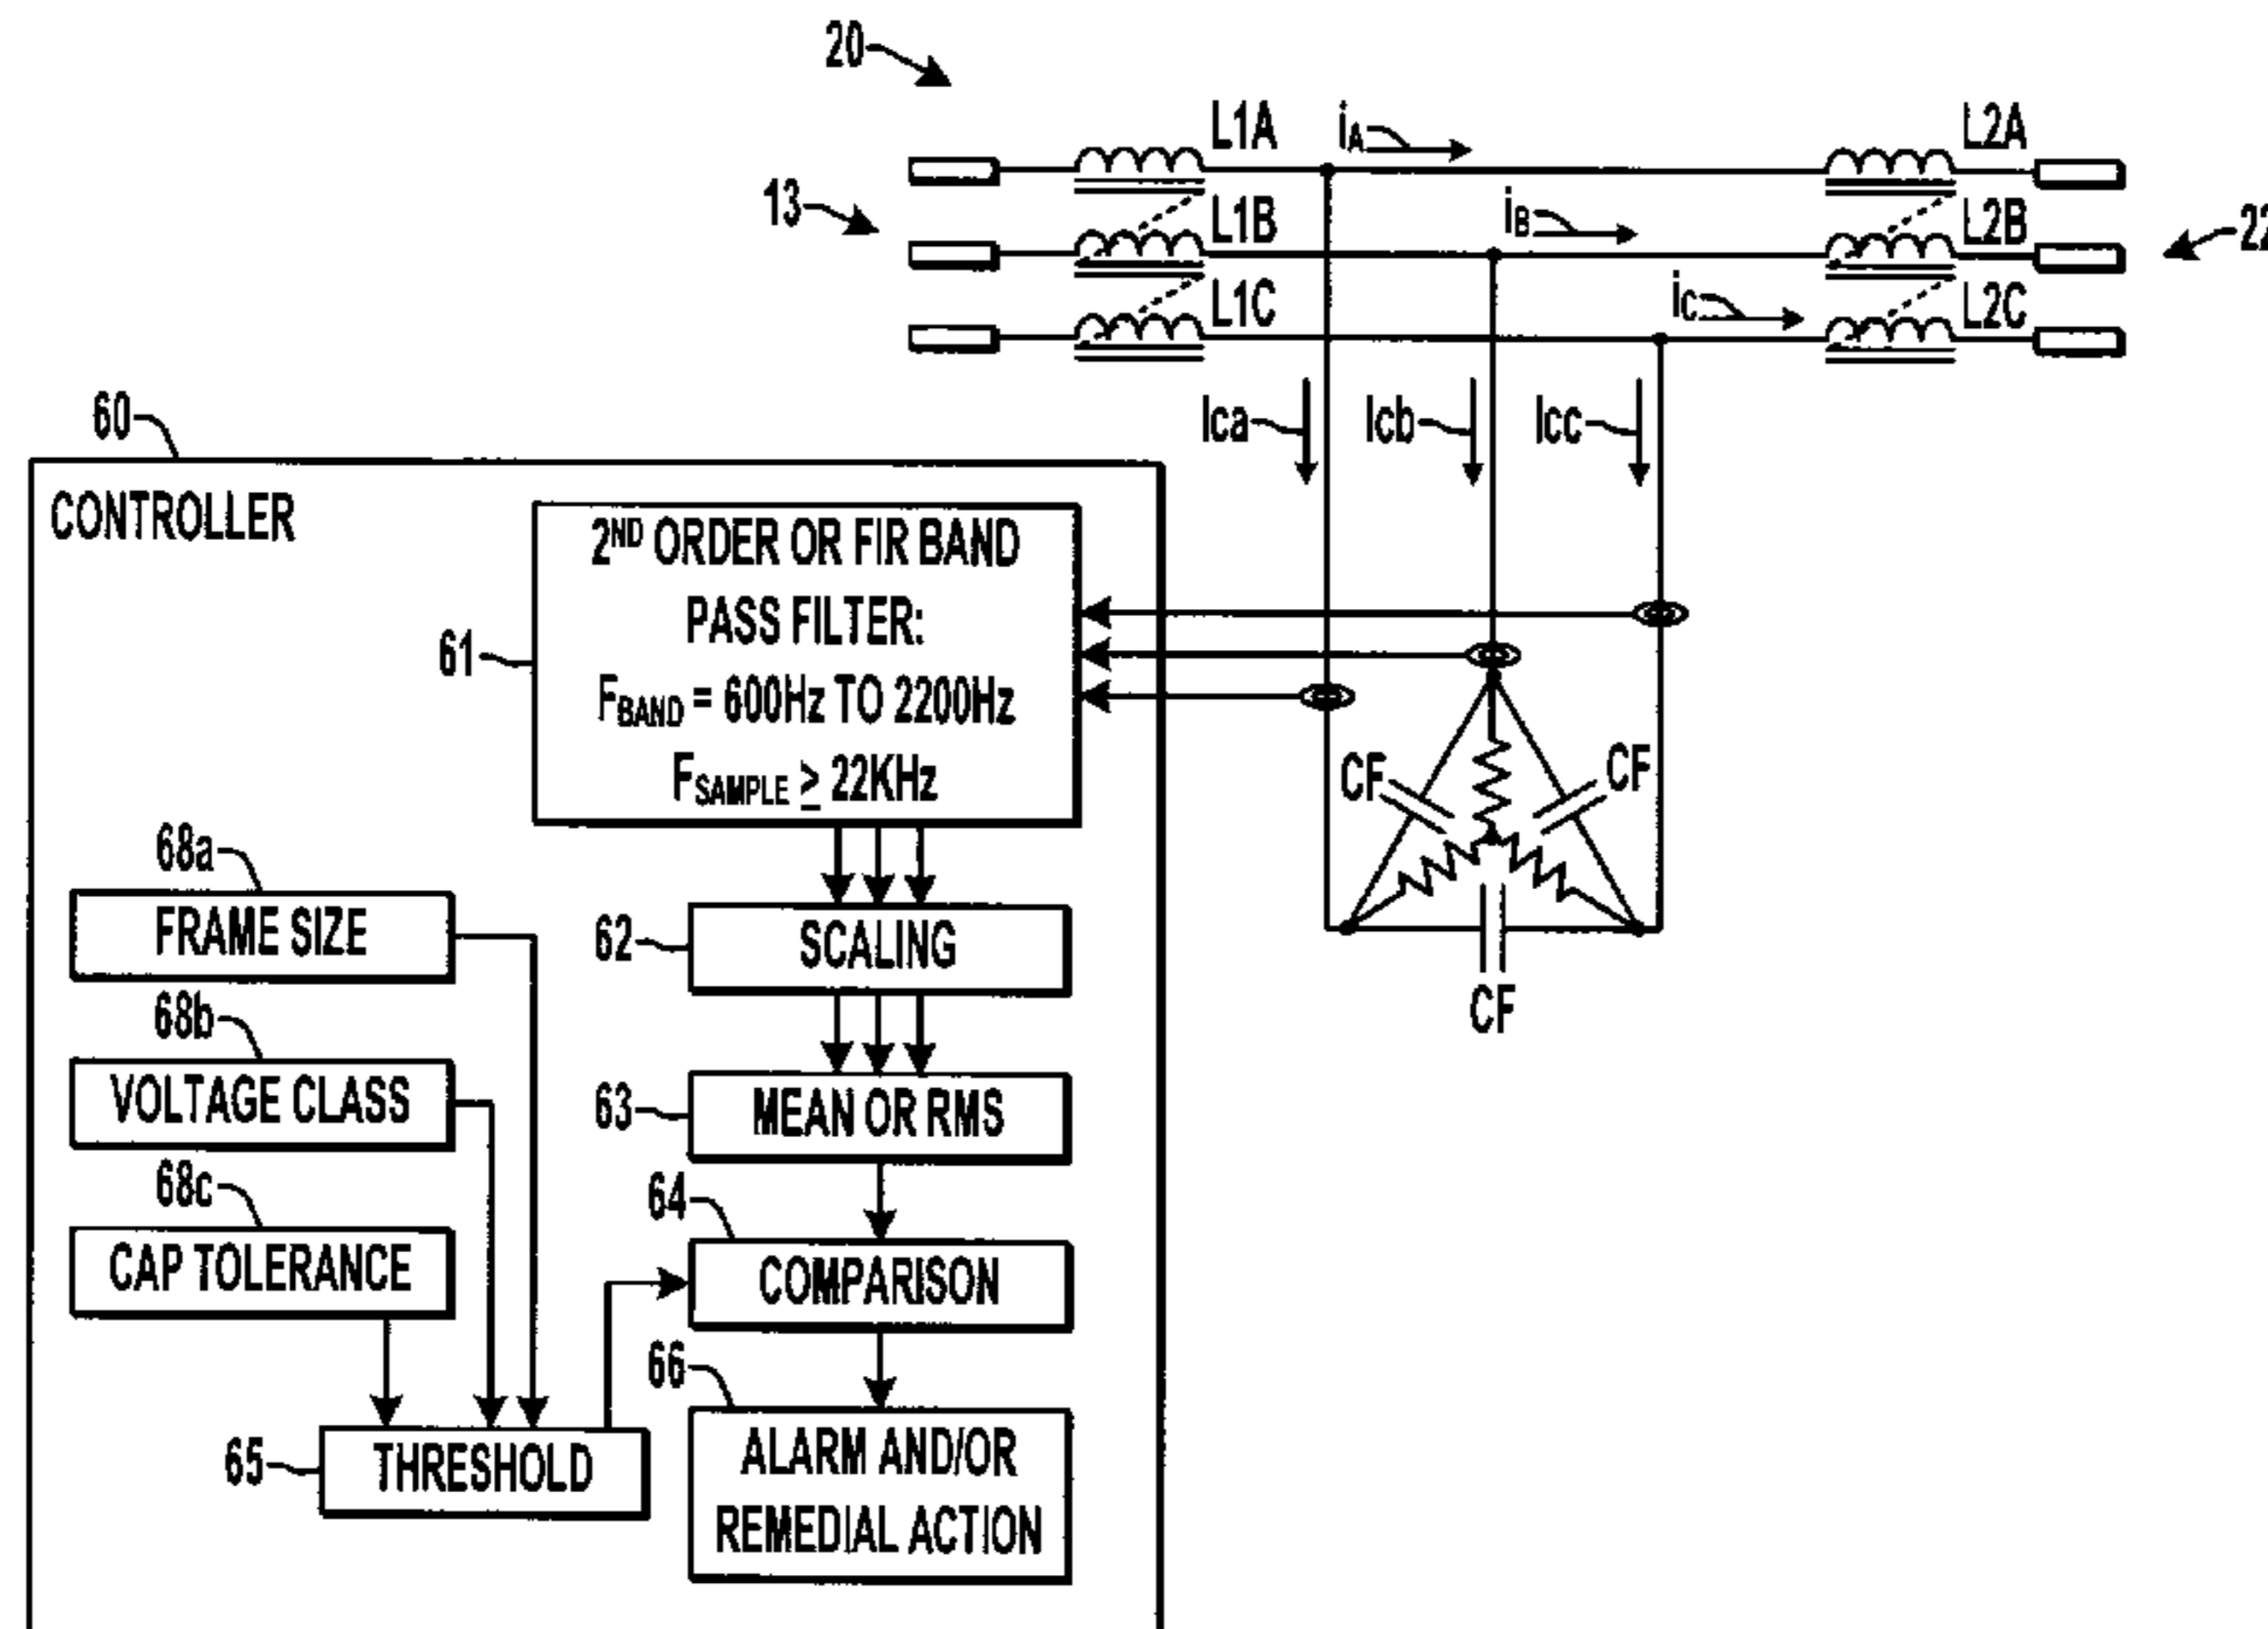 20
L1A
iA
L2A
13
L1B
iB
L2B
22
L1C
iC
L2C
60
Ica
Icb
Icc
CONTROLLER
2ND ORDER OR FIR BAND
PASS FILTER:
FBAND = 600Hz TO 2200Hz
FSAMPLE ≥ 22KHz
61
CF
CF
CF
68a
FRAME SIZE
62
SCALING
68b
VOLTAGE CLASS
63
MEAN OR RMS
68c
CAP TOLERANCE
64
COMPARISON
66
ALARM AND/OR
REMEDIAL ACTION
65
THRESHOLD